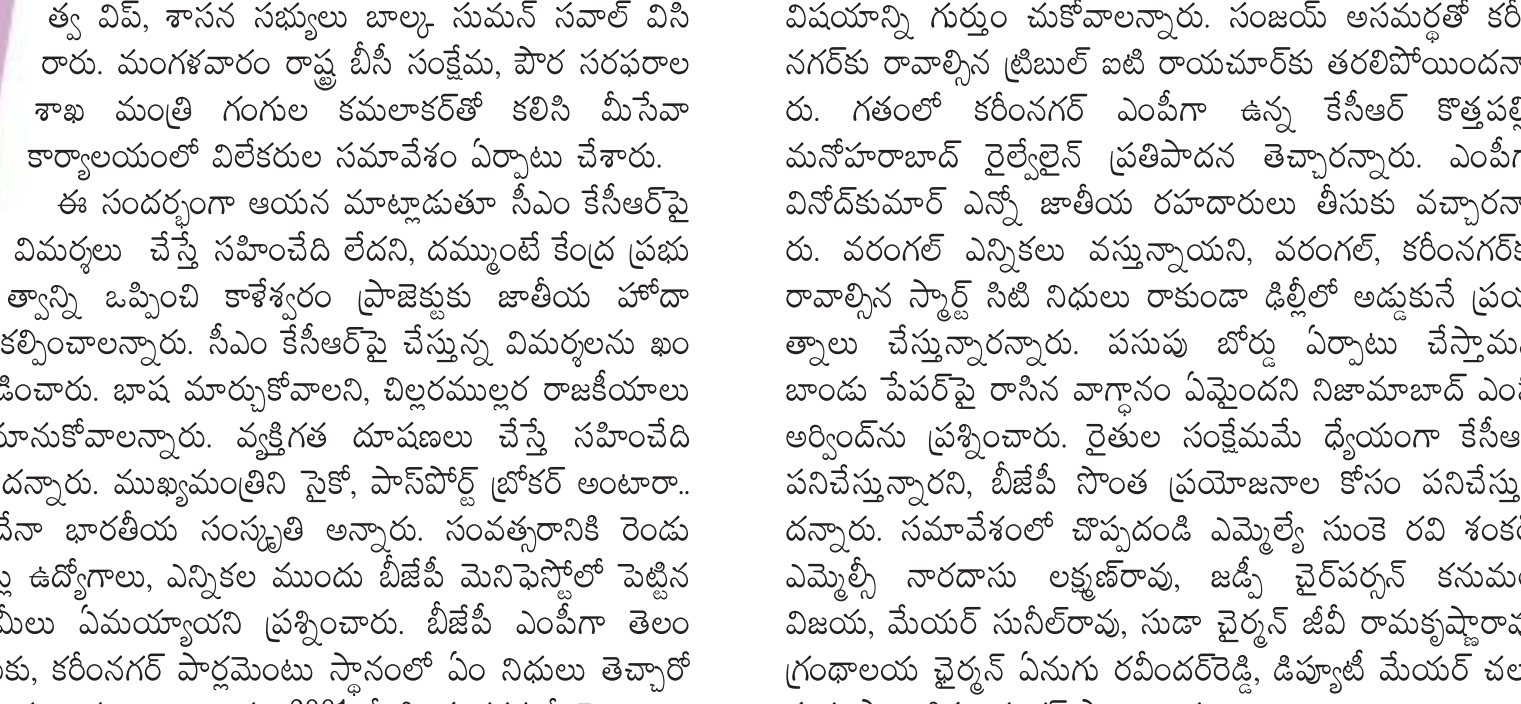 త్వ విప్, శాసన సభ్యులు బాల్క సుమన్ సవాల్ విసి
రారు. మంగళవారం రాష్ట్ర బీసీ సంక్షేమ, పౌర సరఫరాల
శాఖ మంత్రి గంగుల కమలాకర్‌తో కలిసి మీసేవా
కార్యాలయంలో విలేకరుల సమావేశం ఏర్పాటు చేశారు.
ఈ సందర్భంగా ఆయన మాట్లాడుతూ సీఎం కేసీఆర్‌పై
విమర్శలు చేస్తే సహించేది లేదని, దమ్ముంటే కేంద్ర ప్రభు
త్వాన్ని ఒప్పించి కాళేశ్వరం ప్రాజెక్టుకు జాతీయ హోదా
కల్పించాలన్నారు. సీఎం కేసీఆర్‌పై చేస్తున్న విమర్శలను ఖం
డించారు. భాష మార్చుకోవాలని, చిల్లరముల్లర రాజకీయాలు
మానుకోవాలన్నారు. వ్యక్తిగత దూషణలు చేస్తే సహించేది
దన్నారు. ముఖ్యమంత్రిని సైకో, పాస్‌పోర్ట్ బ్రోకర్ అంటారా..
దేనా భారతీయ సంస్కృతి అన్నారు. సంవత్సరానికి రెండు
ఉద్యోగాలు, ఎన్నికల ముందు బీజేపీ మెనిఫెస్టోలో పెట్టిన
మీలు ఏమయ్యాయని ప్రశ్నించారు. బీజేపీ ఎంపీగా తెలం
కు, కరీంనగర్ పార్లమెంటు స్థానంలో ఏం నిధులు తెచ్చారో
విషయాన్ని గుర్తుం చుకోవాలన్నారు. సంజయ్ అసమర్థతో కరీ
నగర్‌కు రావాల్సిన ట్రిబుల్ ఐటి రాయచూర్‌కు తరలిపోయిందన్నా
రు. గతంలో కరీంనగర్ ఎంపీగా ఉన్న కేసీఆర్ కొత్తపల్లి
మనోహరాబాద్ రైల్వేలైన్ ప్రతిపాదన తెచ్చారన్నారు. ఎంపీగా
వినోద్‌కుమార్ ఎన్నో జాతీయ రహదారులు తీసుకు వచ్చారన్నా
రు. వరంగల్ ఎన్నికలు వస్తున్నాయని, వరంగల్, కరీంనగర్‌కు
రావాల్సిన స్మార్ట్ సిటి నిధులు రాకుండా ఢిల్లీలో అడ్డుకునే ప్రయ
త్నాలు చేస్తున్నారన్నారు. పసుపు బోర్డు ఏర్పాటు చేస్తామని
బాండు పేపర్‌పై రాసిన వాగ్ధానం ఏమైందని నిజామాబాద్ ఎంపీ
అర్వింద్‌ను ప్రశ్నించారు. రైతుల సంక్షేమమే ధ్యేయంగా కేసీఆ
పనిచేస్తున్నారని, బీజేపీ సొంత ప్రయోజనాల కోసం పనిచేస్తు
దన్నారు. సమావేశంలో చొప్పదండి ఎమ్మెల్యే సుంకె రవి శంకర్
ఎమ్మెల్సీ నారదాసు లక్ష్మణ్‌రావు, జడ్పీ చైర్‌పర్సన్ కనుమ
విజయ, మేయర్ సునీల్‌రావు, సుడా చైర్మన్ జీవీ రామకృష్ణారావు
గ్రంథాలయ ఛైర్మన్ ఏనుగు రవీందర్‌రెడ్డి, డిప్యూటీ మేయర్ చల